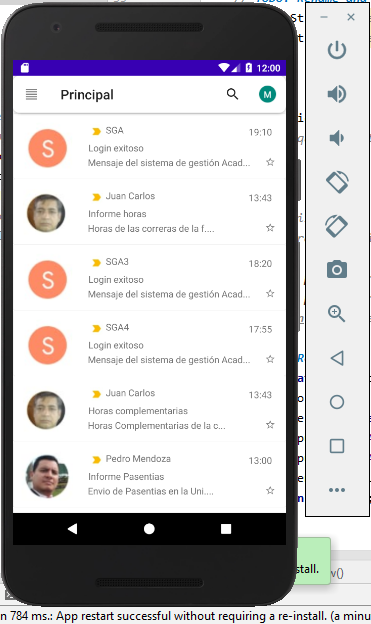 12:00
Principal
M
S
SGA
19:10
Login exitoso
Mensaje del sistema de gestión Acad...
Juan Carlos
13:43
Informe horas
Horas de las correras de la f....
S
SGA3
18:20
Login exitoso
Mensaje del sistema de gestión Acad...
S
SGA4
17:55
Login exitoso
Mensaje del sistema de gestión Acad...
Juan Carlos
13:43
Horas complementarias
Horas Complementarias de la c...
Pedro Mendoza
13:00
Informe Pasentias
Envio de Pasentias en la Uni....
stall.
n 784 ms.: App restart successful without requiring a re-install. (a minu